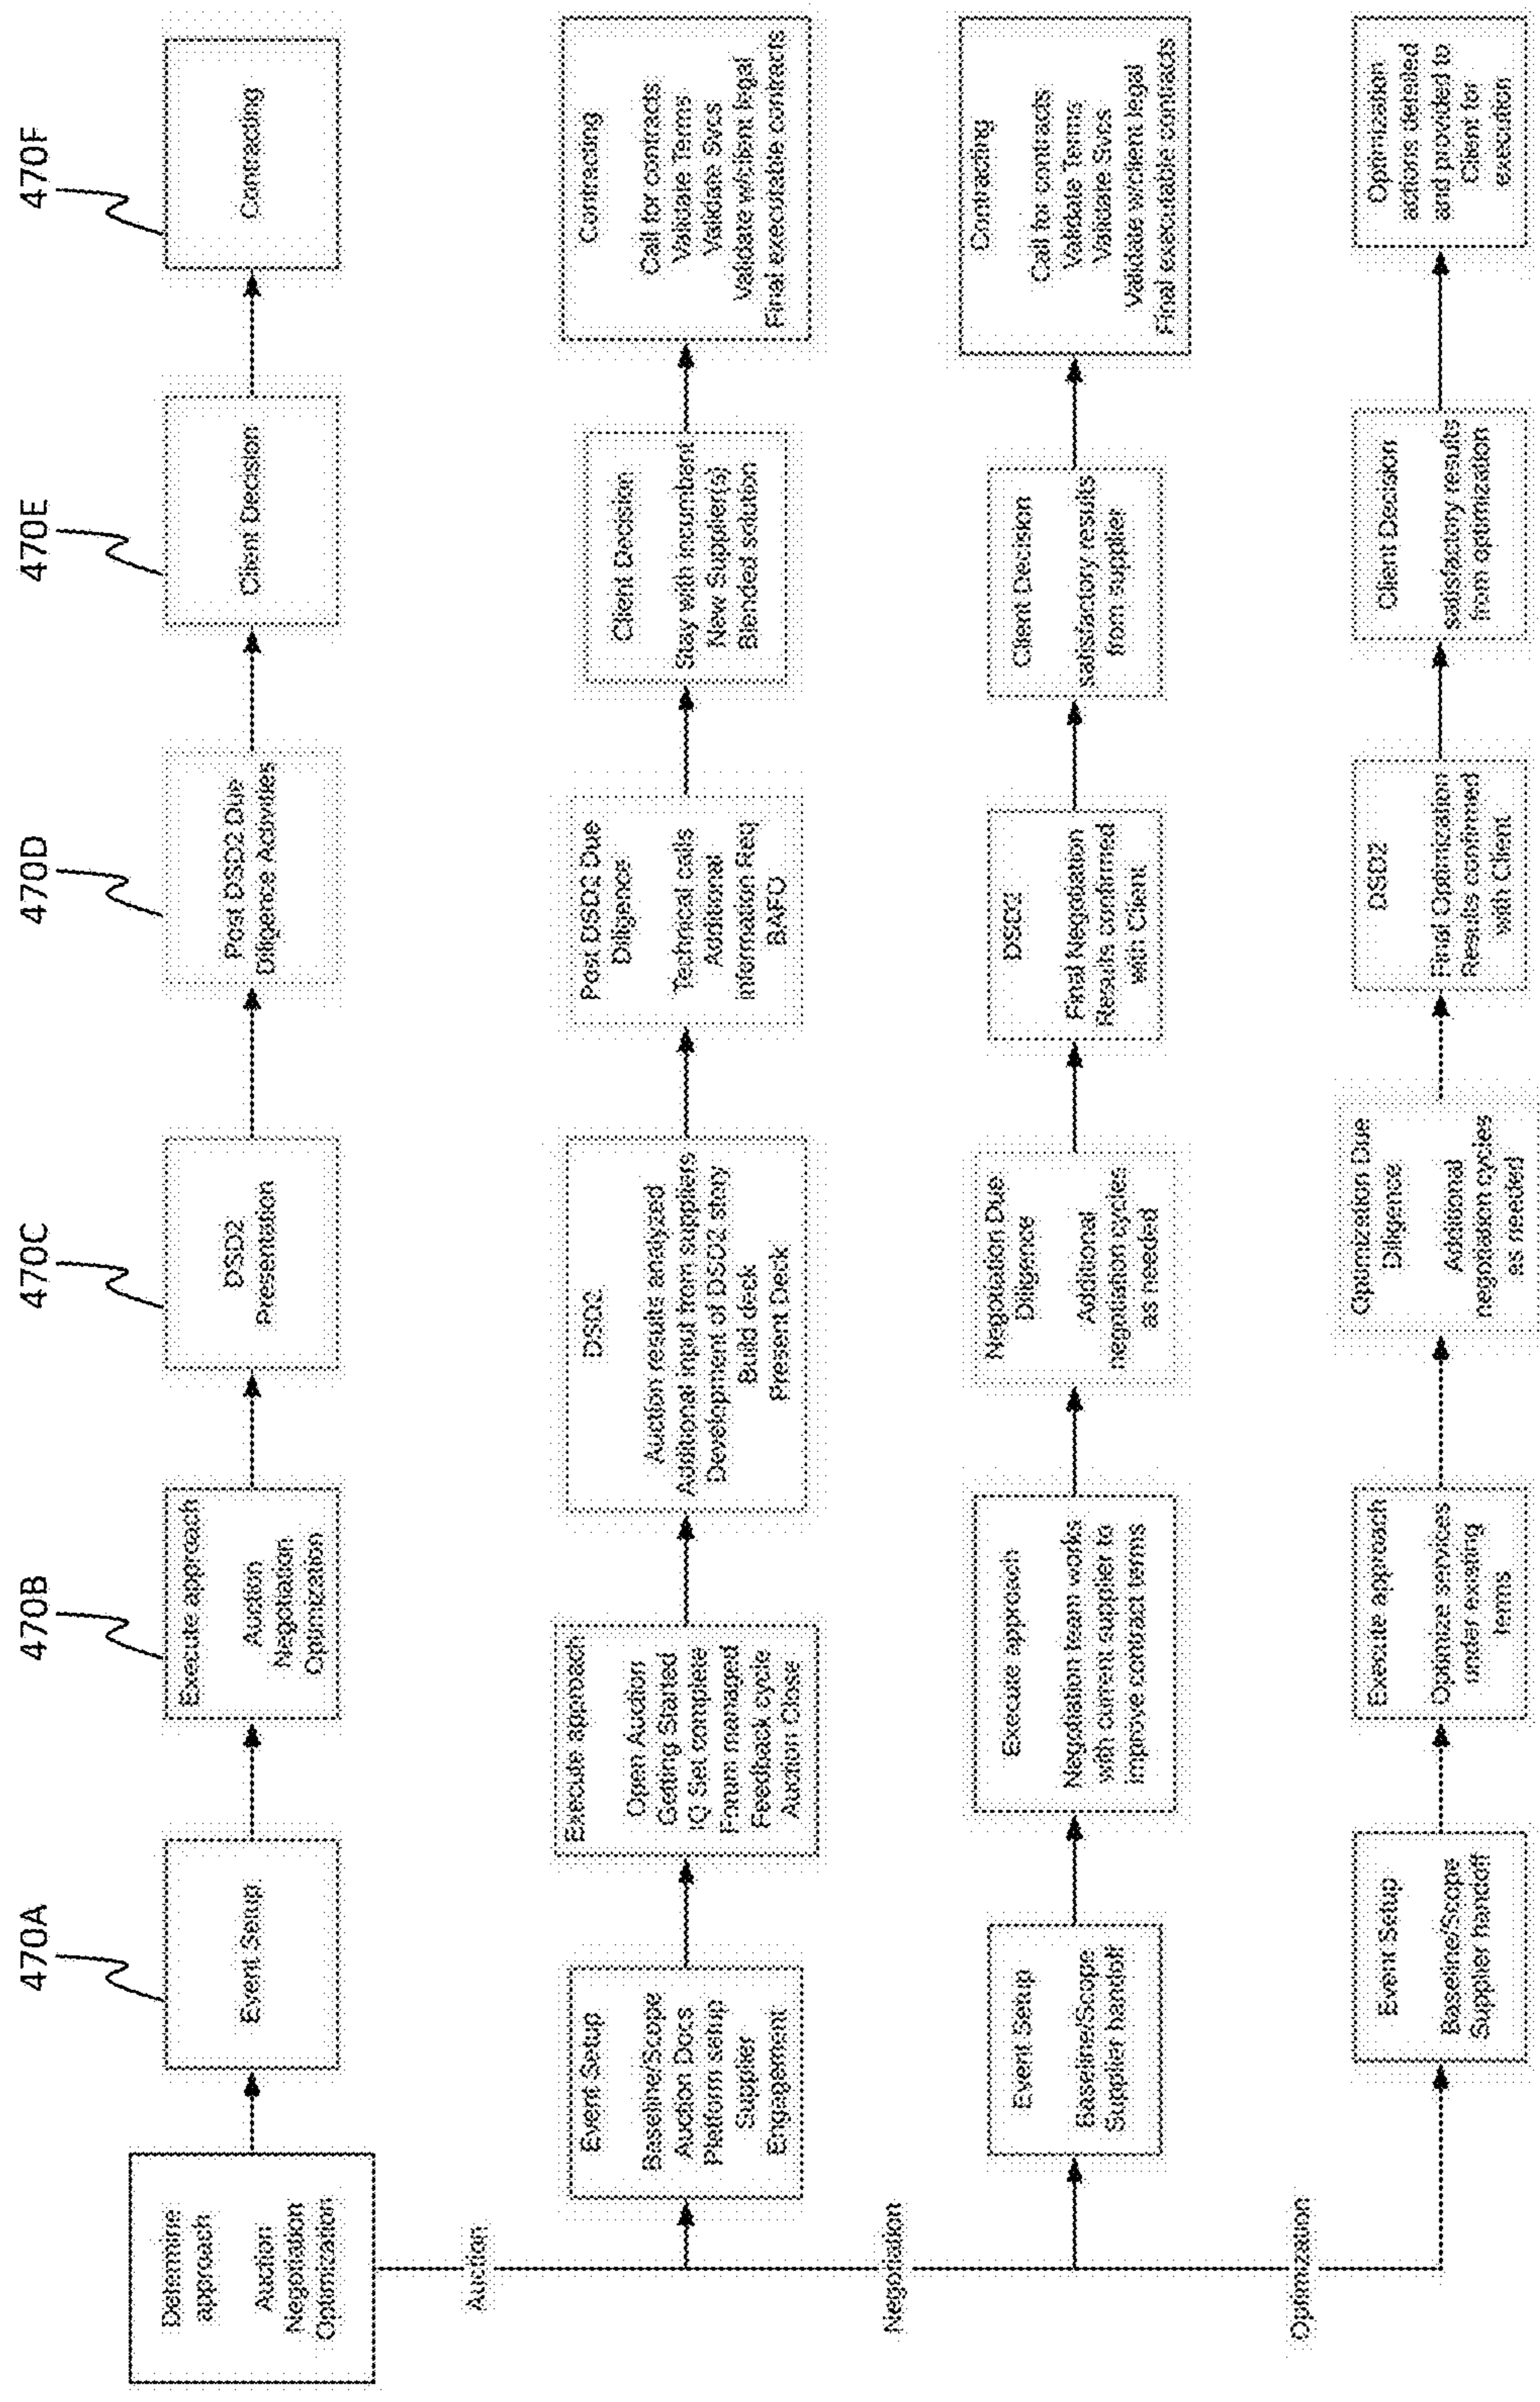 470A
470B
470C
470D
470E
470F
Determine
approach
Auction
Negotiation
Optimization
Event Setup
Execute approach
Auction
Negotiation
Optimization
DSD2
Presentation
Post DSD2 Due
Diligence Activities
Client Decision
Contracting
Auction
Event Setup
Baseline/Scope
Auction Docs
Platform setup
Supplier
Engagement
Execute approach
Open Auction
Getting Started
IQ Set complete
Forum managed
Feedback cycle
Auction Close
DSD2
Auction results analyzed
Additional input from suppliers
Development of DSD2 story
Build deck
Present Deck
Post DSD2 Due
Diligence
Technical calls
Additional
Information Req
BAFO
Client Decision
Stay with incumbent
New Supplier(s)
Blended solution
Contracting
Call for contracts
Validate Terms
Validate Svcs
Validate w/client legal
Final executable contracts
Negotiation
Event Setup
Baseline/Scope
Supplier handoff
Execute approach
Negotiation team works
with current supplier to
improve contract terms
Negotiation Due
Diligence
Additional
negotiation cycles
as needed
DSD2
Final Negotiation
Results confirmed
with Client
Client Decision
satisfactory results
from supplier
Contracting
Call for contracts
Validate Terms
Validate Svcs
Validate w/client legal
Final executable contracts
Optimization
Event Setup
Baseline/Scope
Supplier handoff
Execute approach
Optimize services
under existing
terms
Optimization Due
Diligence
Additional
negotiation cycles
as needed
DSD2
Final Optimization
Results confirmed
with Client
Client Decision
satisfactory results
from optimization
Optimization
actions detailed
and provided to
Client for
execution